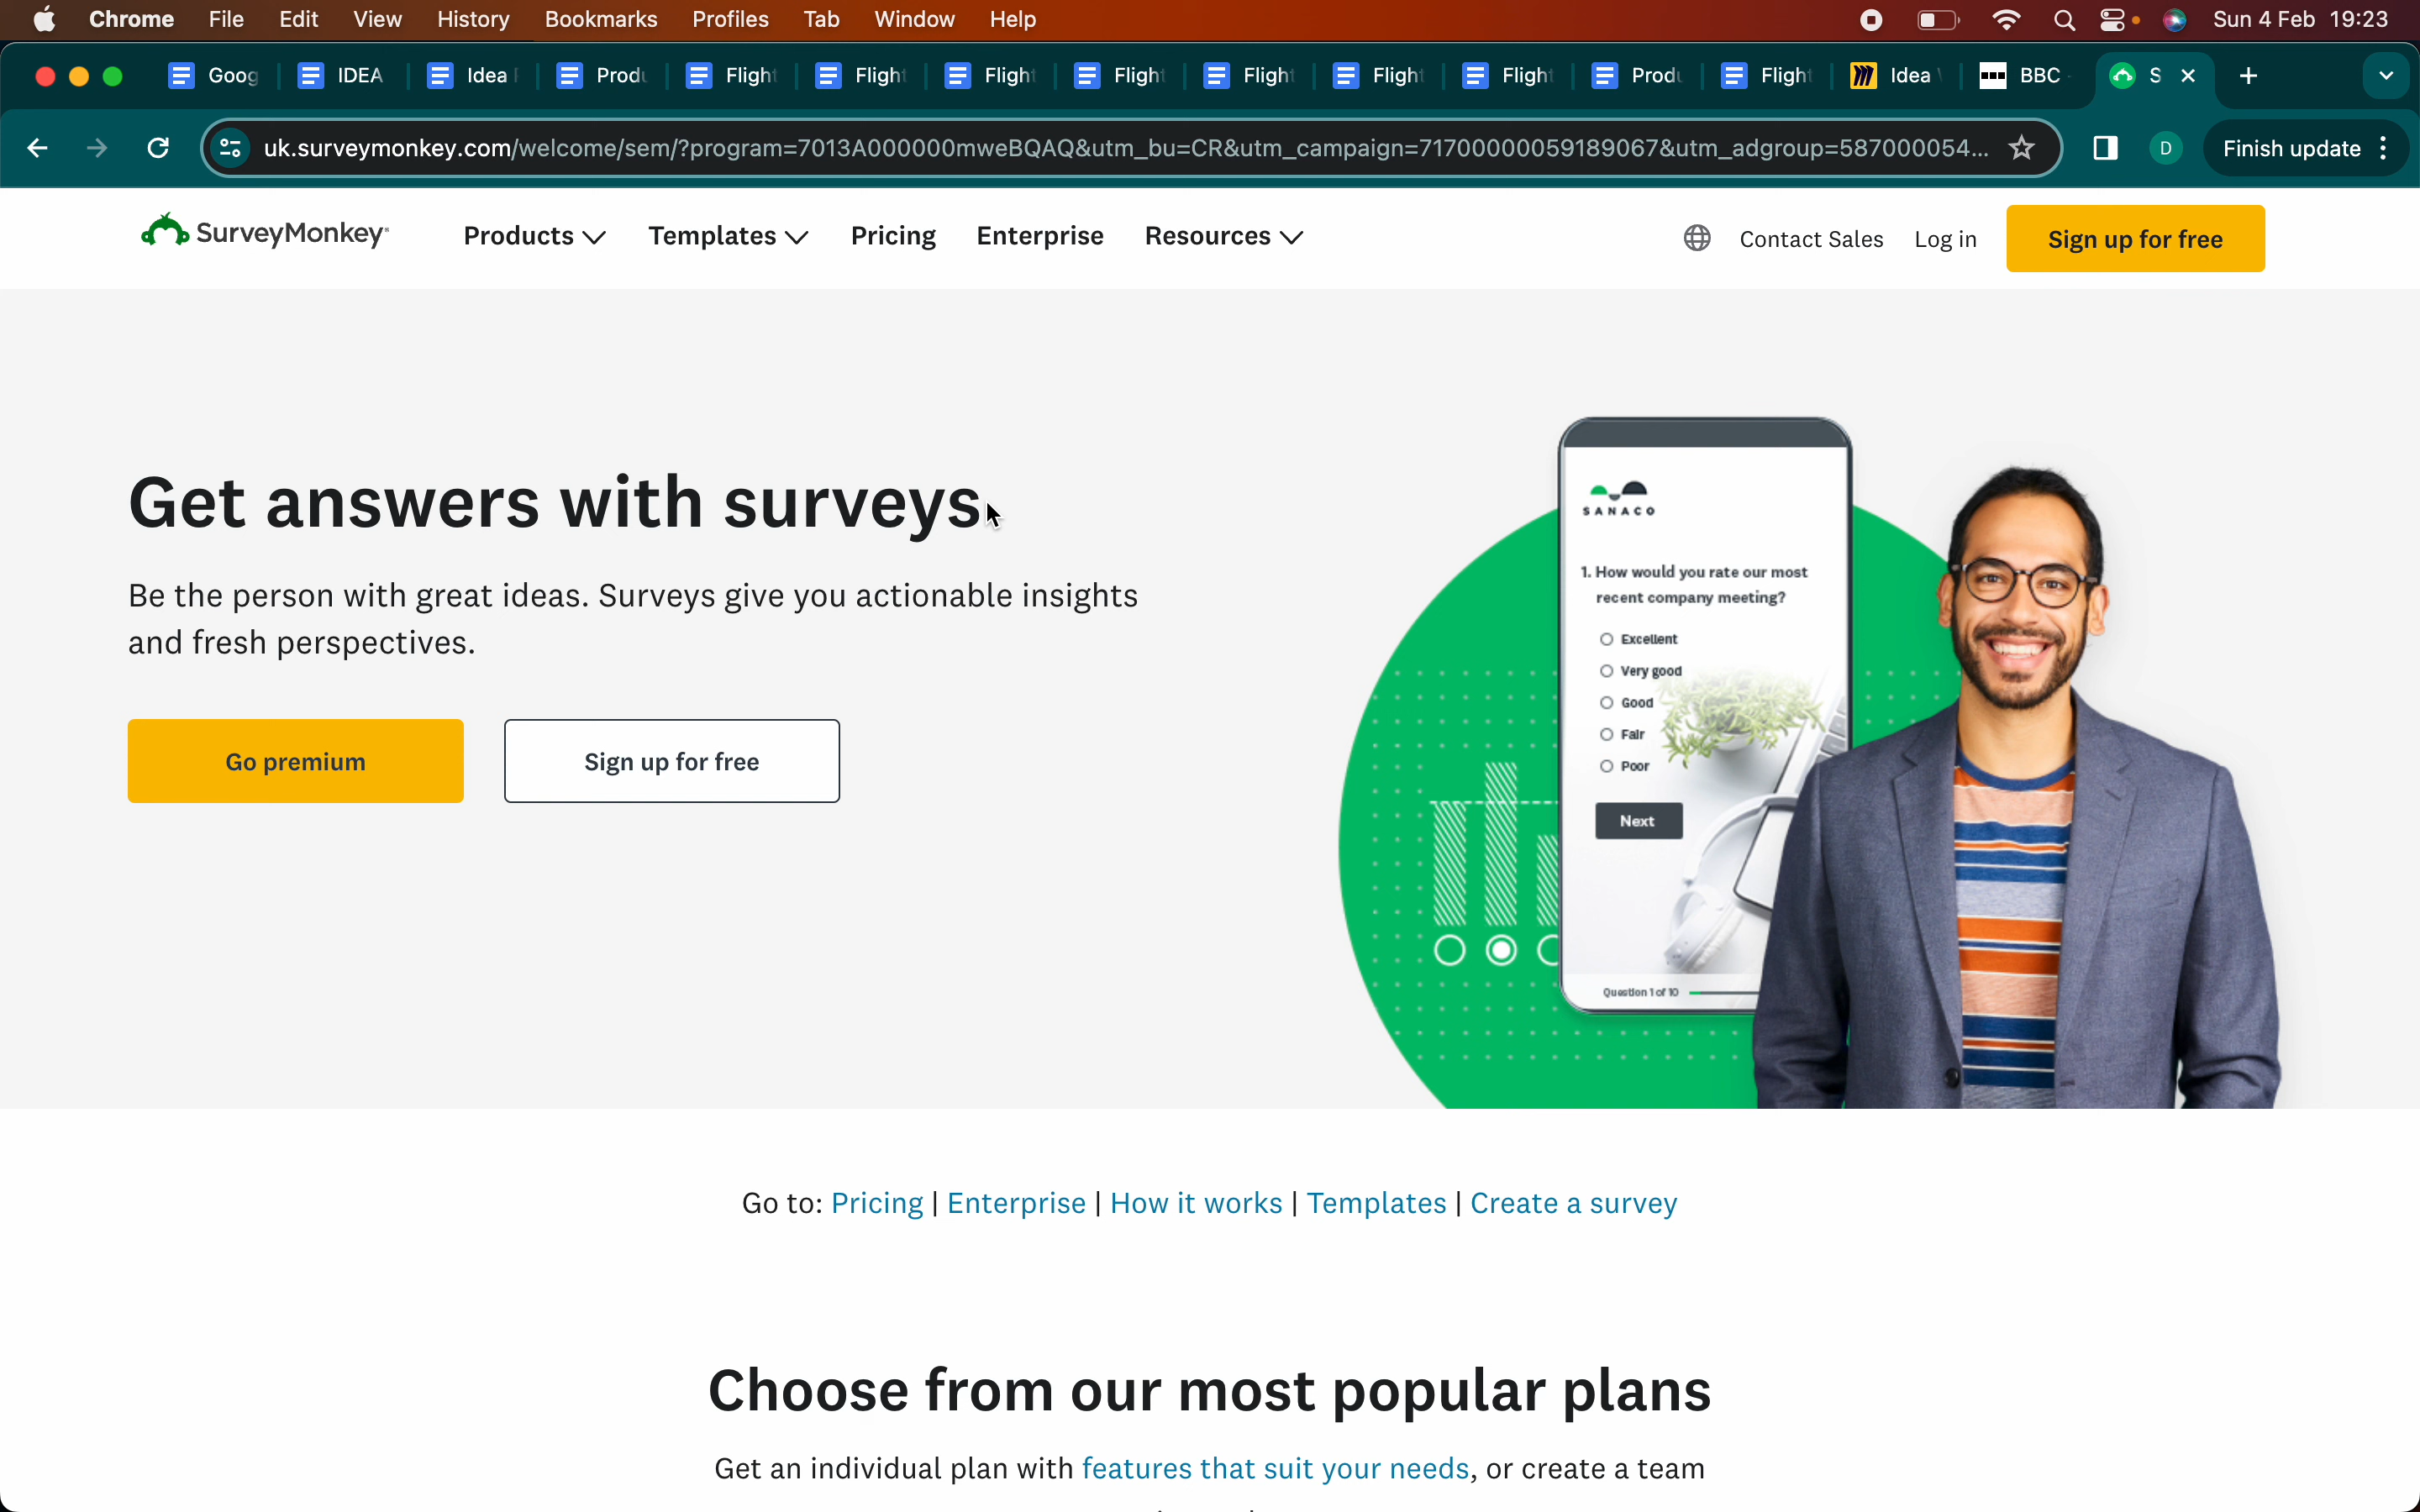 Chrome File Edit View History Bookmarks Profiles Tab Window Help Sun 4 Feb 19:23
Goog IDEA Idea Produ Flight Flight Flight Flight Flight Flight Flight Produ Flight Idea BBC S
uk.surveymonkey.com/welcome/sem/?program=7013A000000mweBQAQ&utm_bu=CR&utm_campaign=71700000059189067&utm_adgroup=587000054... D Finish update
SurveyMonkey Products Templates Pricing Enterprise Resources Contact Sales Log in Sign up for free
Get answers with surveys.
Be the person with great ideas. Surveys give you actionable insights
and fresh perspectives.
Go premium Sign up for free
SANACO
1. How would you rate our most
recent company meeting?
Excellent
Very good
Good
Fair
Poor
Next
Question 1 of 10
Go to: Pricing | Enterprise | How it works | Templates | Create a survey
Choose from our most popular plans
Get an individual plan with features that suit your needs, or create a team